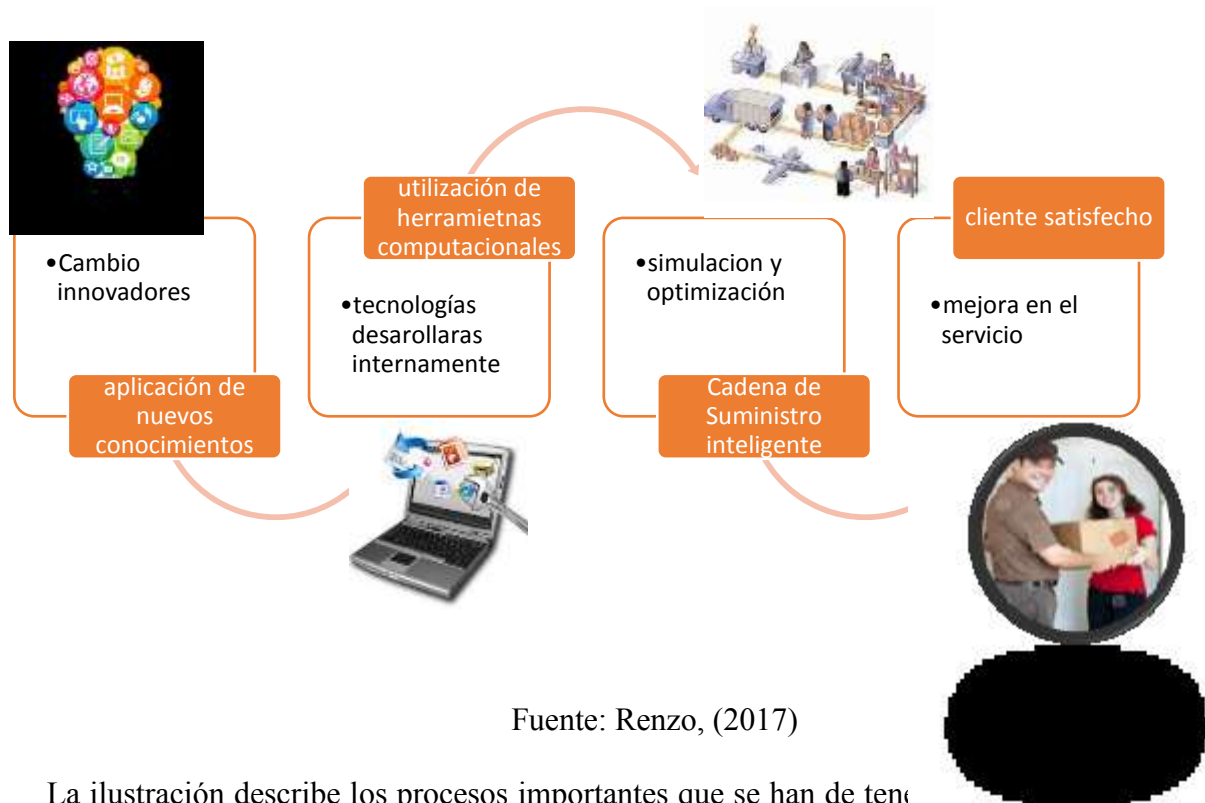 •Cambio
innovadores
aplicación de
nuevos
conocimientos
utilización de
herramietnas
computacionales
•tecnologías
desarollaras
internamente
•simulacion y
optimización
Cadena de
Suministro
inteligente
cliente satisfecho
•mejora en el
servicio
Fuente: Renzo, (2017)
La ilustración describe los procesos importantes que se han de